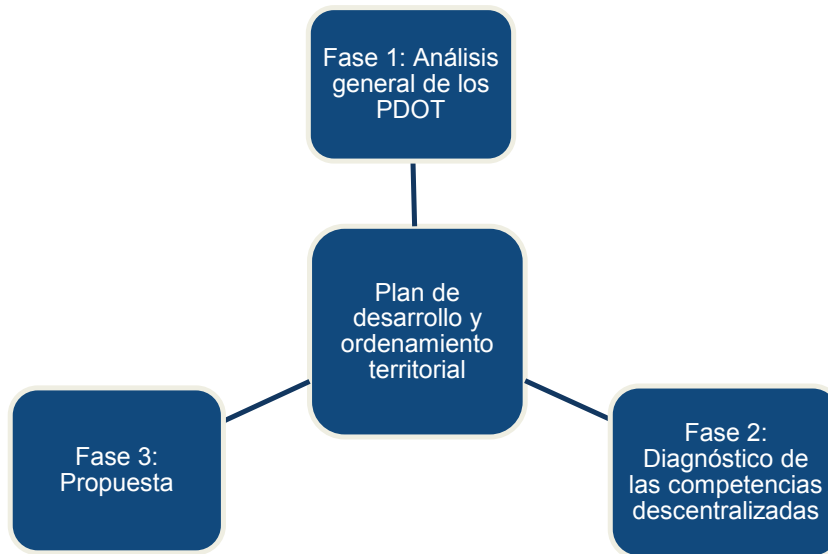 Fase 1: Análisis
general de los
PDOT
Plan de
desarrollo y
ordenamiento
territorial
Fase 3:
Propuesta
Fase 2:
Diagnóstico de
las competencias
descentralizadas